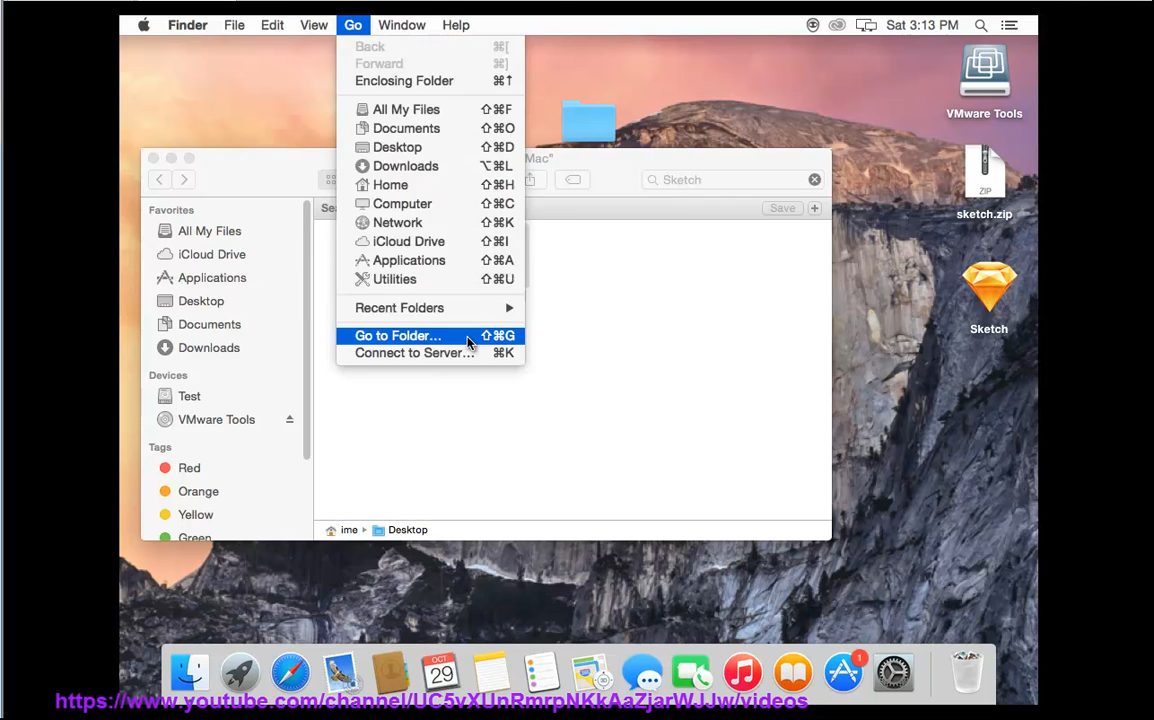 Finder File Edit View Go Window Help Sat 3:13 PM
Back ⌘[
Forward ⌘]
Enclosing Folder ⌘↑
All My Files ⇧⌘F
Documents ⇧⌘O
Desktop ⇧⌘D
Downloads ⌥⌘L
Home ⇧⌘H
Computer ⇧⌘C
Network ⇧⌘K
iCloud Drive ⇧⌘I
Applications ⇧⌘A
Utilities ⇧⌘U
Recent Folders ▶
Go to Folder... ⇧⌘G
Connect to Server... ⌘K
Mac"
Sketch
Save +
Favorites
All My Files
iCloud Drive
Applications
Desktop
Documents
Downloads
Devices
Test
VMware Tools
Tags
Red
Orange
Yellow
Green
ime ▸ Desktop
VMware Tools
ZIP
sketch.zip
Sketch
OCT
29
1
https://www.youtube.com/channel/UC5vXUnRmrpNKkAaZjarWJJw/videos